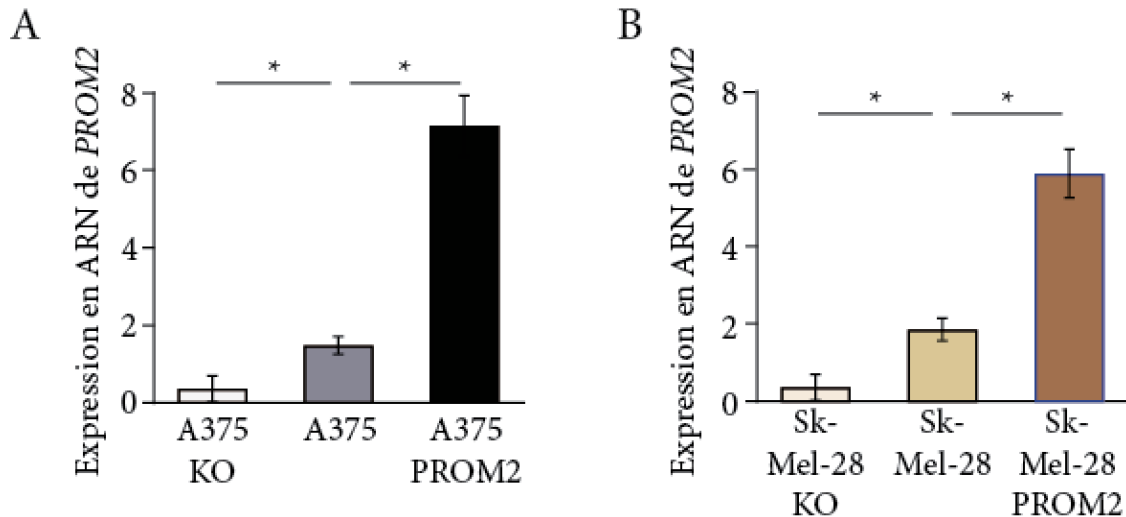 A
Expression en ARN de PROM2
* *
8
6
4
2
0
A375
KO
A375
A375
PROM2
B
Expression en ARN de PROM2
* *
8
6
4
2
0
Sk-
Mel-28
KO
Sk-
Mel-28
Sk-
Mel-28
PROM2